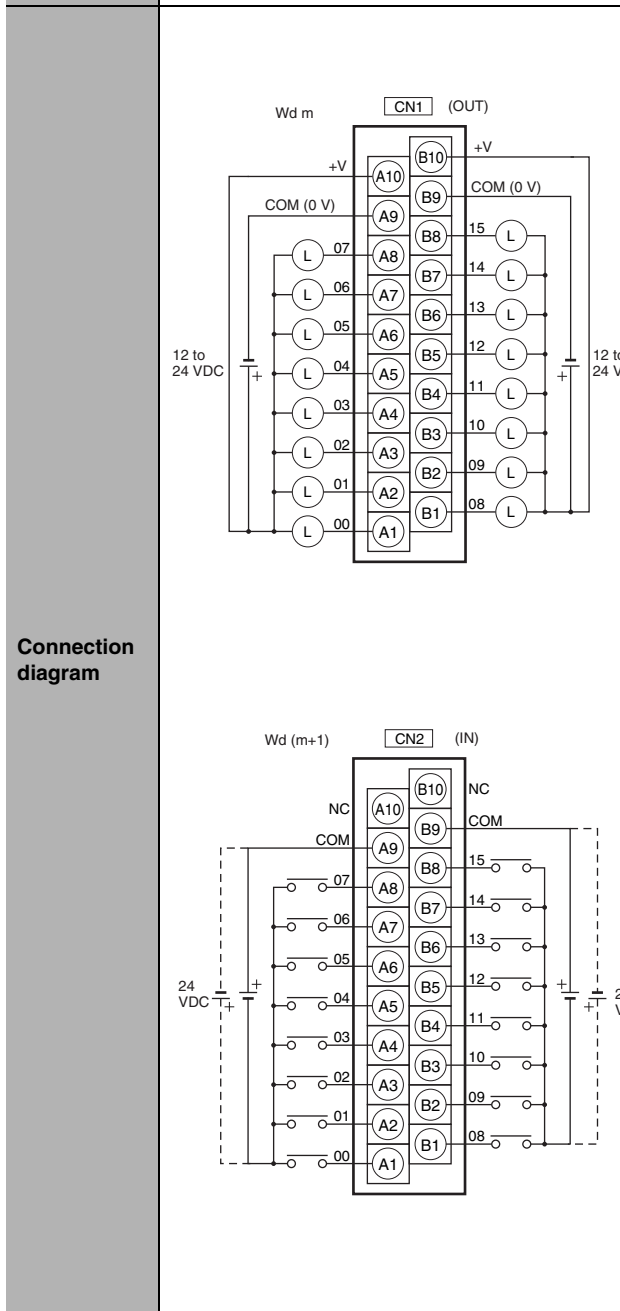 Connection
diagram
Wd m
CN1 (OUT)
+V
COM (0 V)
07
06
05
04
03
02
01
00
12 to
24 VDC
+
L
L
L
L
L
L
L
L
A10
A9
A8
A7
A6
A5
A4
A3
A2
A1
B10
B9
B8
B7
B6
B5
B4
B3
B2
B1
+V
COM (0 V)
15
14
13
12
11
10
09
08
L
L
L
L
L
L
L
L
+
12
24
Wd (m+1)
CN2 (IN)
NC
COM
07
06
05
04
03
02
01
00
24
VDC
+
+
A10
A9
A8
A7
A6
A5
A4
A3
A2
A1
B10
B9
B8
B7
B6
B5
B4
B3
B2
B1
NC
COM
15
14
13
12
11
10
09
08
+
+